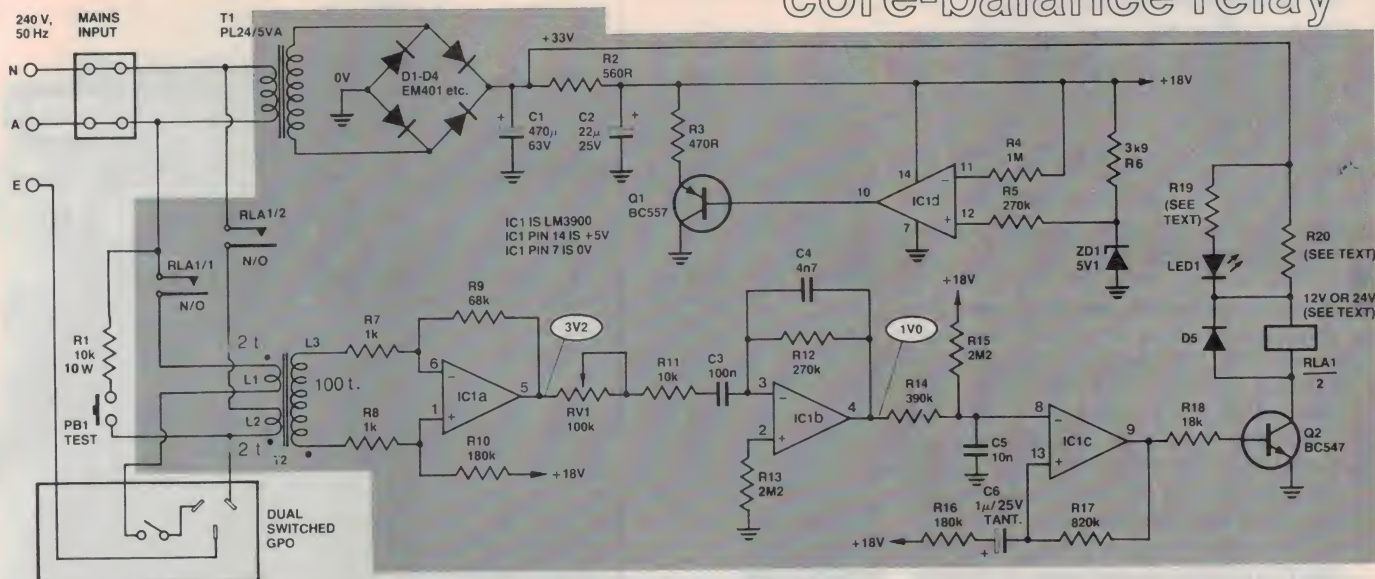 core-balance relay
240 V,
50 Hz
MAINS
INPUT
T1
PL24/5VA
N
A
E
0V
D1-D4
EM401 etc.
+33V
R2
560R
+
C1
470µ
63V
C2
22µ
25V
+
R3
470R
Q1
BC557
+18V
14
10
7
IC1d
11
12
−
+
R4
1M
R5
270k
3k9
R6
ZD1
5V1
R19
(SEE
TEXT)
LED1
R20
(SEE TEXT)
12V OR 24V
(SEE TEXT)
D5
RLA1
2
IC1 IS LM3900
IC1 PIN 14 IS +5V
IC1 PIN 7 IS 0V
RLA1/2
N/O
RLA1/1
N/O
R1
10k
10 W
PB1
TEST
2 t
L1
L2
2 t
T2
L3
100 t.
R7
1k
R8
1k
R9
68k
6
1
5
−
+
IC1a
R10
180k
+18V
3V2
RV1
100k
R11
10k
C3
100n
C4
4n7
R12
270k
3
2
4
−
+
IC1b
R13
2M2
1V0
R14
390k
+18V
R15
2M2
C5
10n
8
13
9
−
+
IC1c
R16
180k
+18V
C6
1µ/25V
TANT.
+
R17
820k
R18
18k
Q2
BC547
DUAL
SWITCHED
GPO